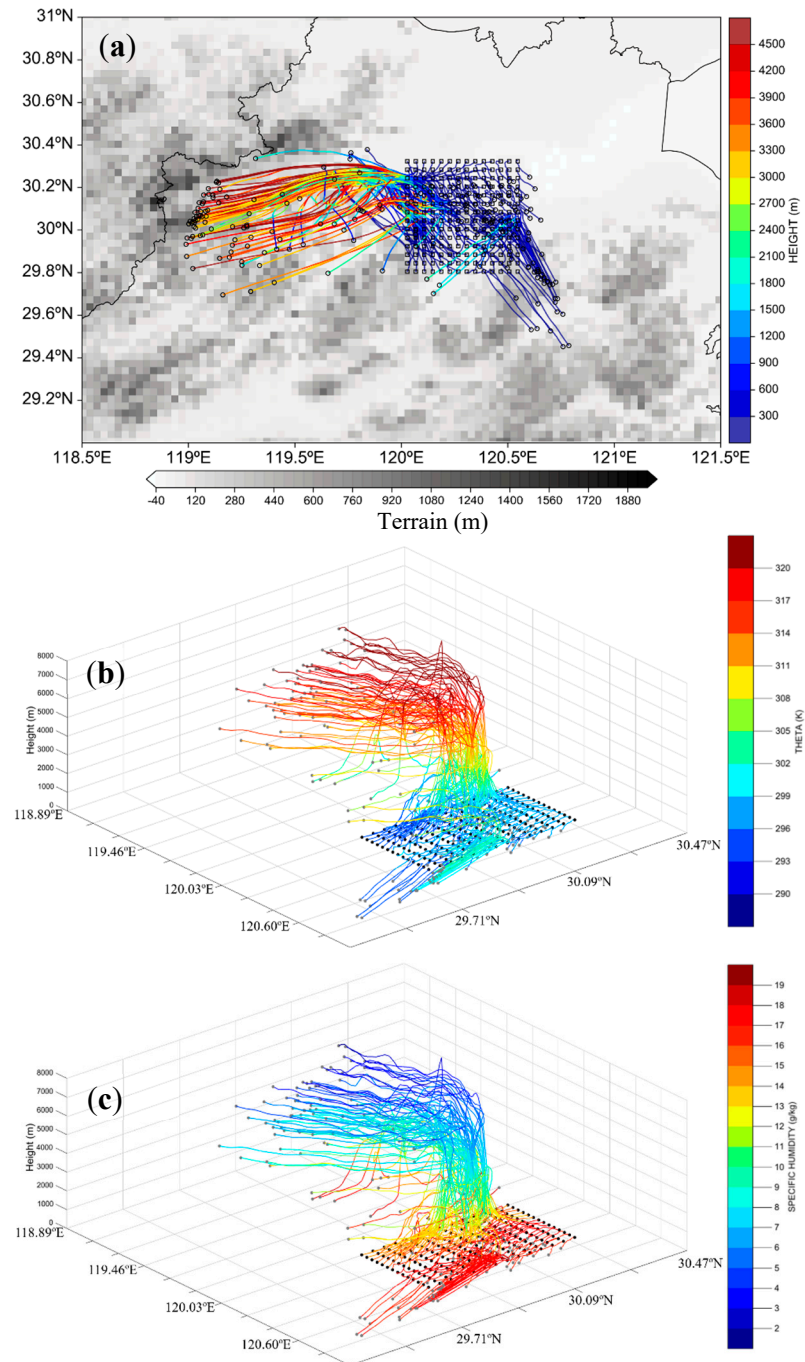 (a)
31ºN
30.8ºN
30.6ºN
30.4ºN
30.2ºN
30ºN
29.8ºN
29.6ºN
29.4ºN
29.2ºN
118.5ºE 119ºE 119.5ºE 120ºE 120.5ºE 121ºE 121.5ºE
4500
3900
3300
2700
2100
1500
900
600
300
HEIGHT (m)
-40 120 280 440 600 760 920 1080 1240 1400 1560 1720 1880
Terrain (m)
(b)
8000
7000
6000
5000
4000
3000
2000
1000
0
Height (m)
118.89ºE
119.46ºE
120.03ºE
120.60ºE
29.71ºN
30.09ºN
30.47ºN
320
317
314
311
308
305
302
299
296
293
290
THETA (K)
(c)
8000
7000
6000
5000
4000
3000
2000
1000
0
Height (m)
118.89ºE
119.46ºE
120.03ºE
120.60ºE
29.71ºN
30.09ºN
30.47ºN
19
18
17
16
15
14
13
12
11
10
9
8
7
6
5
4
3
2
SPECIFIC HUMIDITY (g/kg)